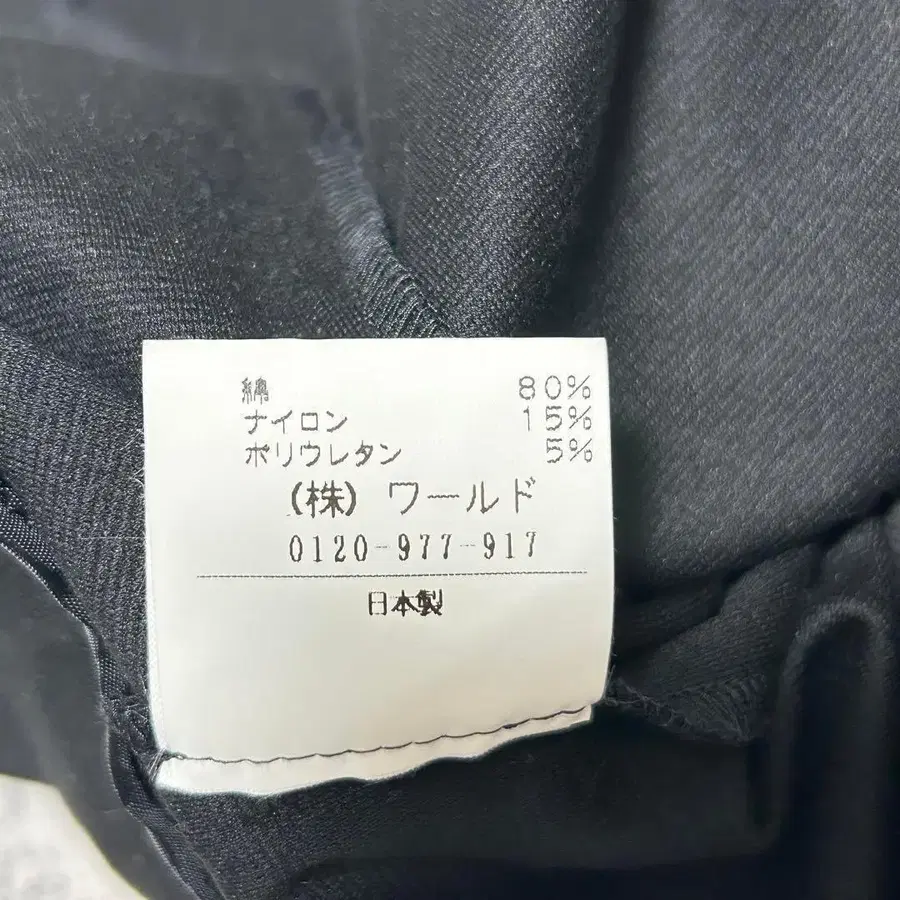 綿 80%
ナイロン 15%
ポリウレタン 5%
(株) ワールド
0120-977-917
日本製